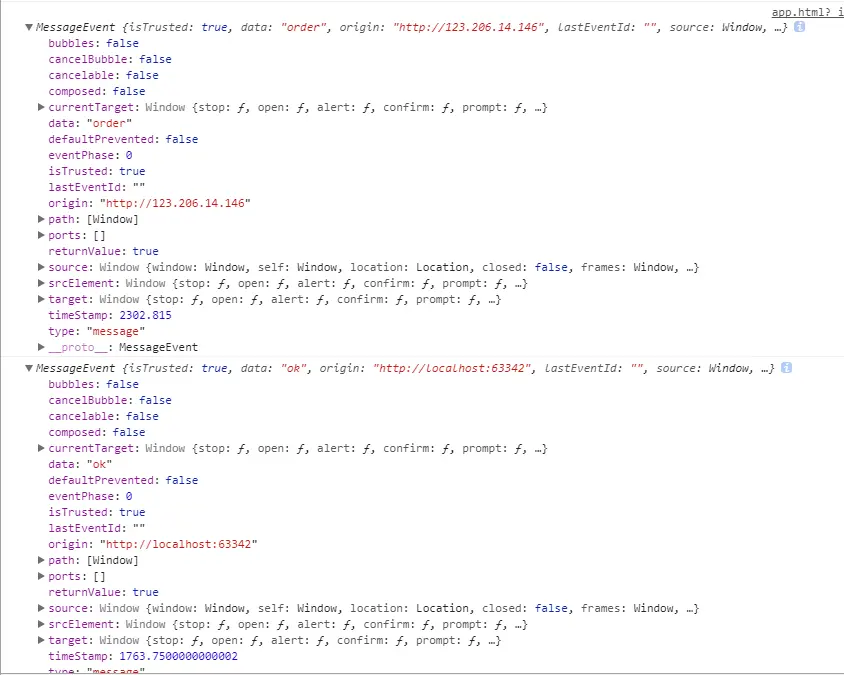 app.html? i
▼MessageEvent {isTrusted: true, data: "order", origin: "http://123.206.14.146", lastEventId: "", source: Window, …} i
bubbles: false
cancelBubble: false
cancelable: false
composed: false
▶currentTarget: Window {stop: ƒ, open: ƒ, alert: ƒ, confirm: ƒ, prompt: ƒ, …}
data: "order"
defaultPrevented: false
eventPhase: 0
isTrusted: true
lastEventId: ""
origin: "http://123.206.14.146"
▶path: [Window]
▶ports: []
returnValue: true
▶source: Window {window: Window, self: Window, location: Location, closed: false, frames: Window, …}
▶srcElement: Window {stop: ƒ, open: ƒ, alert: ƒ, confirm: ƒ, prompt: ƒ, …}
▶target: Window {stop: ƒ, open: ƒ, alert: ƒ, confirm: ƒ, prompt: ƒ, …}
timeStamp: 2302.815
type: "message"
▶__proto__: MessageEvent
▼MessageEvent {isTrusted: true, data: "ok", origin: "http://localhost:63342", lastEventId: "", source: Window, …} i
bubbles: false
cancelBubble: false
cancelable: false
composed: false
▶currentTarget: Window {stop: ƒ, open: ƒ, alert: ƒ, confirm: ƒ, prompt: ƒ, …}
data: "ok"
defaultPrevented: false
eventPhase: 0
isTrusted: true
lastEventId: ""
origin: "http://localhost:63342"
▶path: [Window]
▶ports: []
returnValue: true
▶source: Window {window: Window, self: Window, location: Location, closed: false, frames: Window, …}
▶srcElement: Window {stop: ƒ, open: ƒ, alert: ƒ, confirm: ƒ, prompt: ƒ, …}
▶target: Window {stop: ƒ, open: ƒ, alert: ƒ, confirm: ƒ, prompt: ƒ, …}
timeStamp: 1763.7500000000002
type: "message"